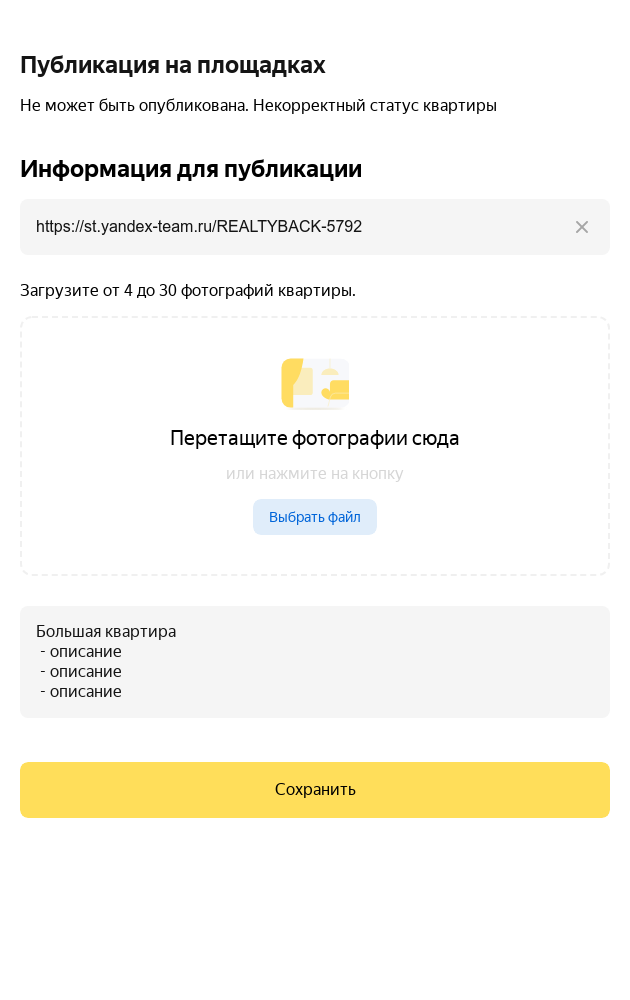 Публикация на площадках
Не может быть опубликована. Некорректный статус квартиры
Информация для публикации
https://st.yandex-team.ru/REALTYBACK-5792
Загрузите от 4 до 30 фотографий квартиры.
Перетащите фотографии сюда
или нажмите на кнопку
Выбрать файл
Большая квартира
- описание
- описание
- описание
Сохранить